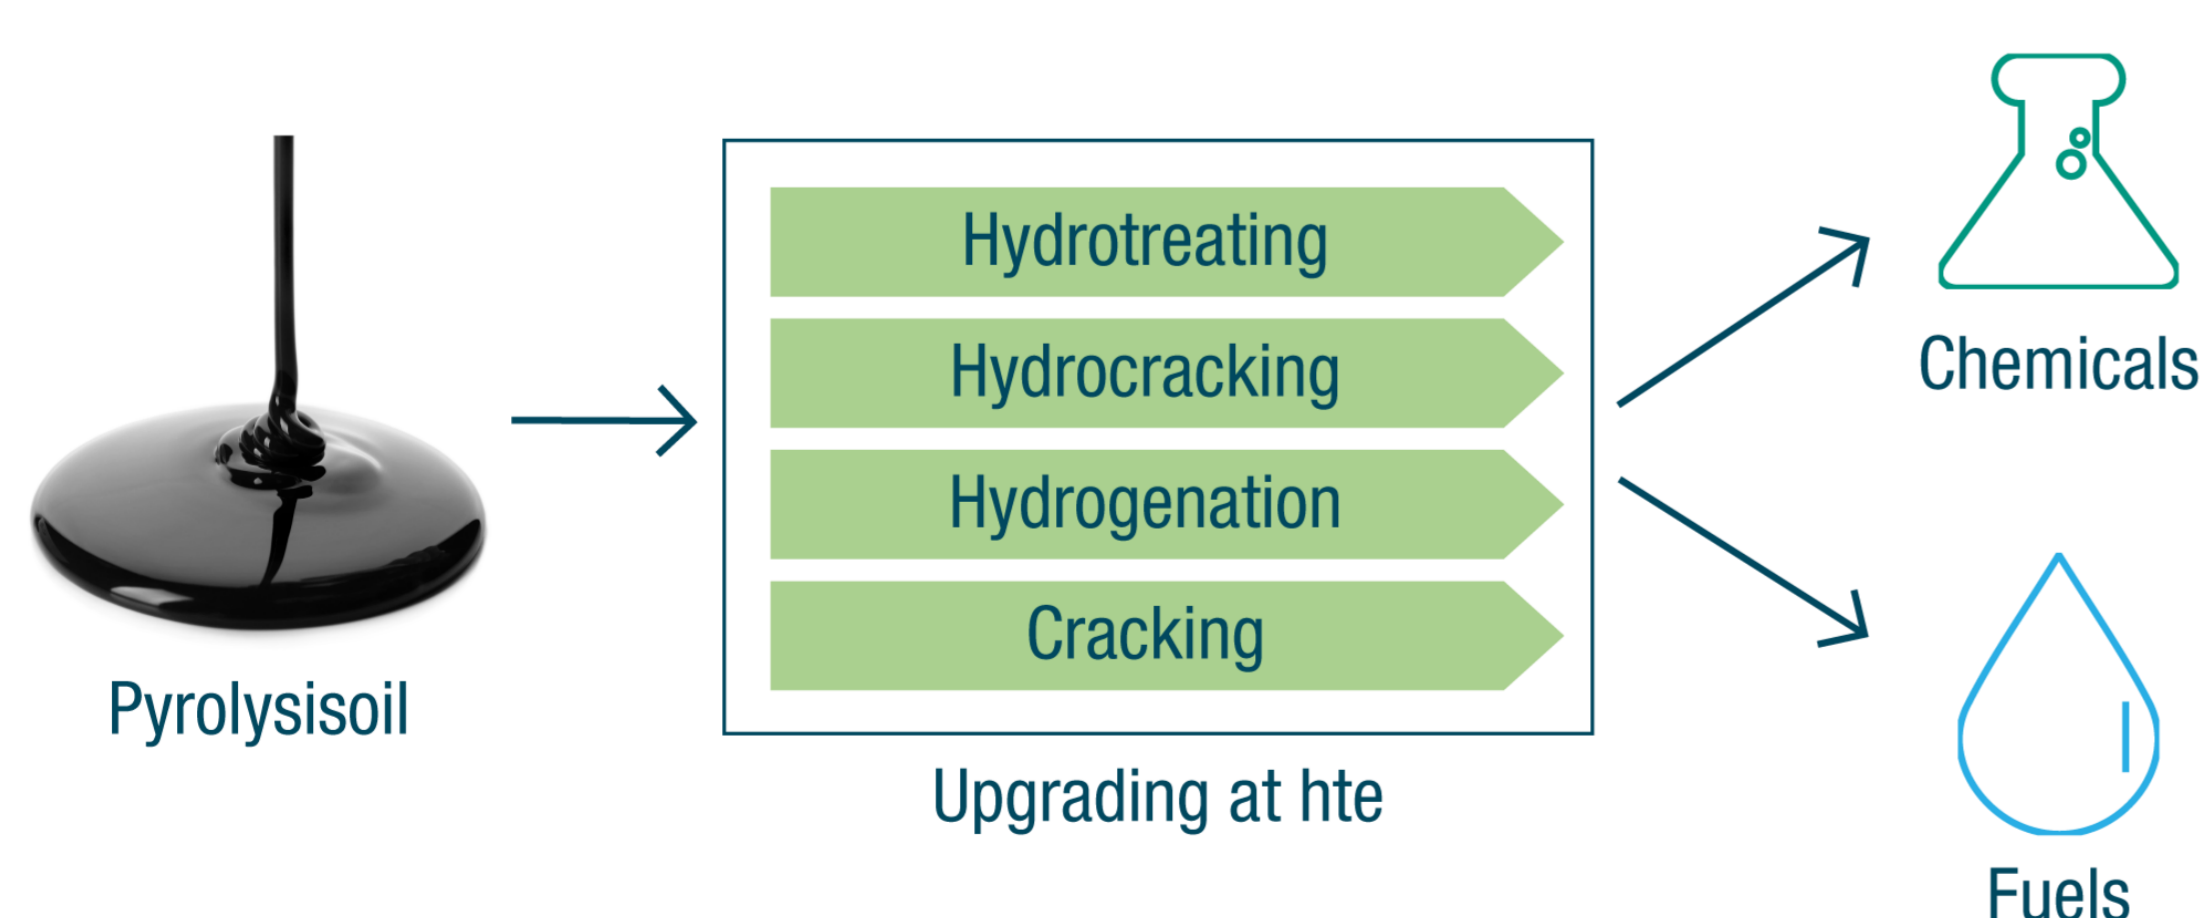 Pyrolysisoil
Hydrotreating
Hydrocracking
Hydrogenation
Cracking
Upgrading at hte
Chemicals
Fuels